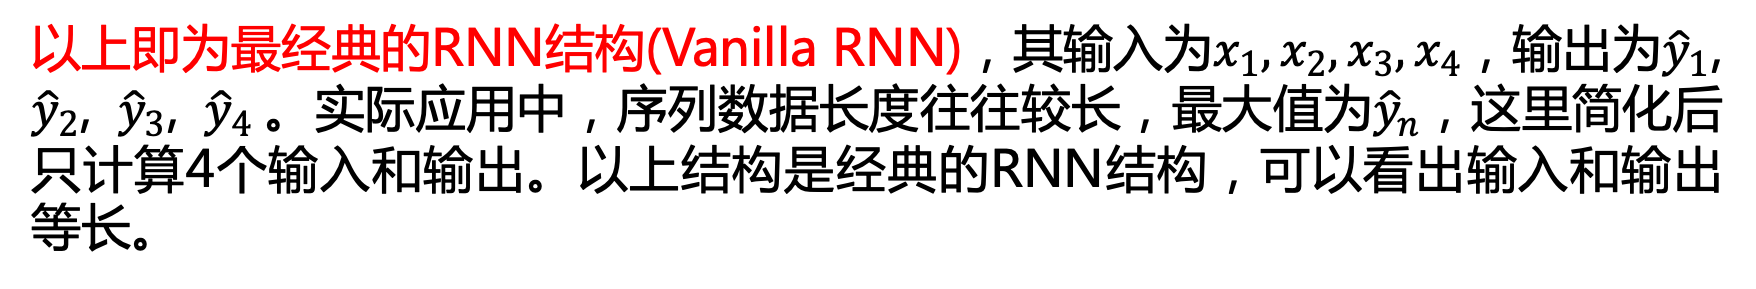 以上即为最经典的RNN结构(Vanilla RNN)，其输入为x₁, x₂, x₃, x₄，输出为ŷ₁,
ŷ₂, ŷ₃, ŷ₄。实际应用中，序列数据长度往往较长，最大值为ŷₙ，这里简化后
只计算4个输入和输出。以上结构是经典的RNN结构，可以看出输入和输出
等长。